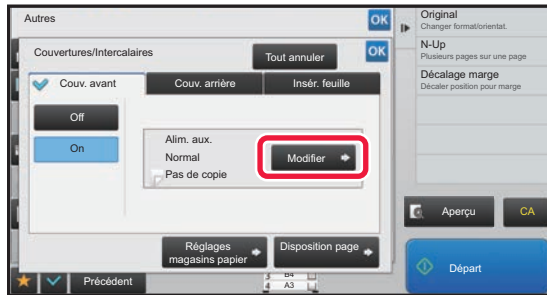 Autres
OK
Original
Changer format/orientat.
N-Up
Plusieurs pages sur une page
Décalage marge
Décaler position pour marge
Couvertures/Intercalaires
Tout annuler
OK
Couv. avant
Couv. arrière
Insér. feuille
Off
On
Alim. aux.
Normal
Pas de copie
Modifier
Aperçu
CA
Réglages
magasins papier
Disposition page
Départ
Précédent
3 B4
4 A3